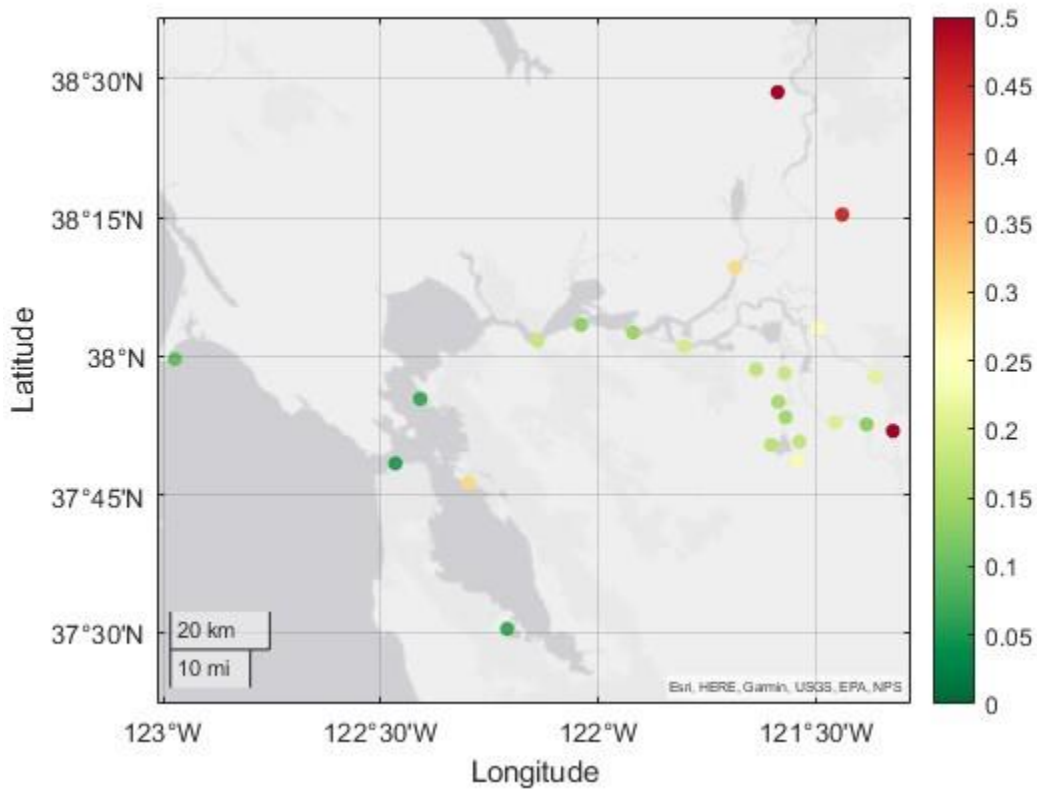 38°30'N
38°15'N
38°N
37°45'N
37°30'N
Latitude
20 km
10 mi
Esri, HERE, Garmin, USGS, EPA, NPS
123°W
122°30'W
122°W
121°30'W
Longitude
0.5
0.45
0.4
0.35
0.3
0.25
0.2
0.15
0.1
0.05
0